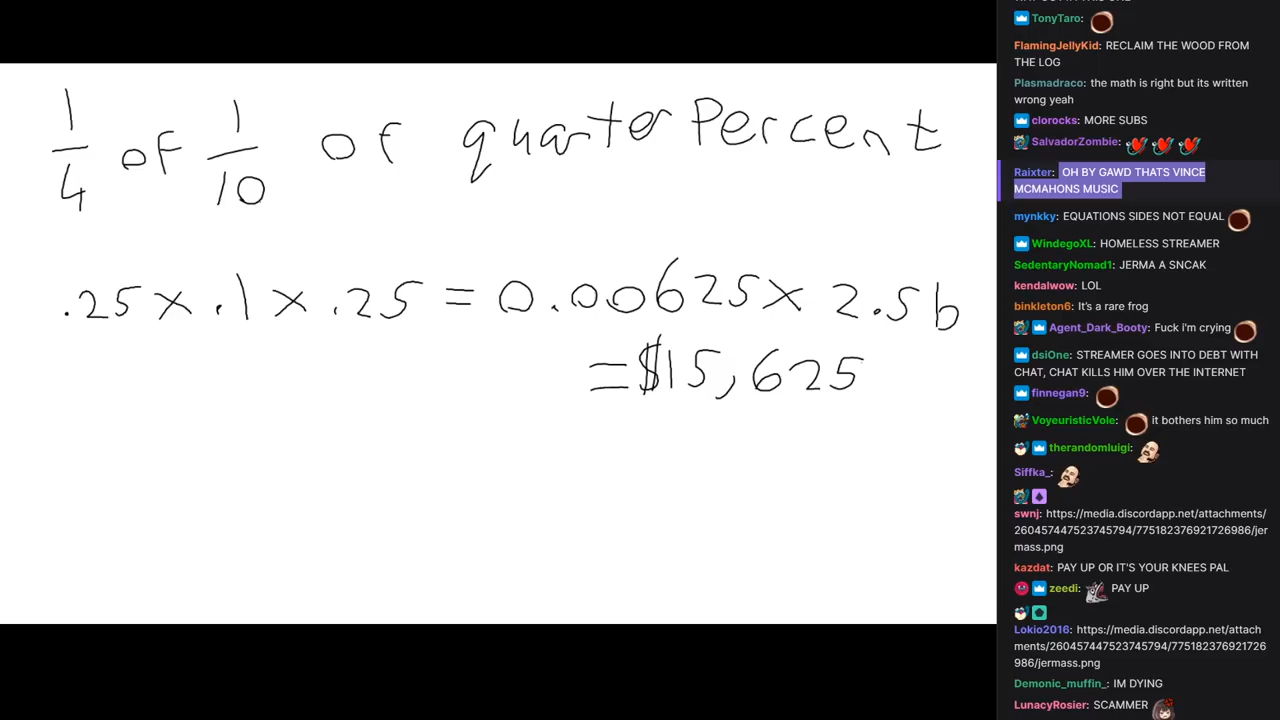 1/4 of 1/10 of quarter Percent
.25 x .1 x .25 = 0.00625 x 2.5b
= $15,625
TonyTaro:
FlamingJellyKid: RECLAIM THE WOOD FROM
THE LOG
Plasmadraco: the math is right but its written
wrong yeah
clorocks: MORE SUBS
SalvadorZombie:
Raixter: OH BY GAWD THATS VINCE
MCMAHONS MUSIC
mynkky: EQUATIONS SIDES NOT EQUAL
WindegoXL: HOMELESS STREAMER
SedentaryNomad1: JERMA A SNCAK
kendalwow: LOL
binkleton6: It's a rare frog
Agent_Dark_Booty: Fuck i'm crying
dsiOne: STREAMER GOES INTO DEBT WITH
CHAT, CHAT KILLS HIM OVER THE INTERNET
finnegan9:
VoyeuristicVole: it bothers him so much
therandomluigi:
Siffka_:
swnj: https://media.discordapp.net/attachments/
260457447523745794/775182376921726986/jer
mass.png
kazdat: PAY UP OR IT'S YOUR KNEES PAL
zeedi: PAY UP
Lokio2016: https://media.discordapp.net/attach
ments/260457447523745794/775182376921726
986/jermass.png
Demonic_muffin_: IM DYING
LunacyRosier: SCAMMER